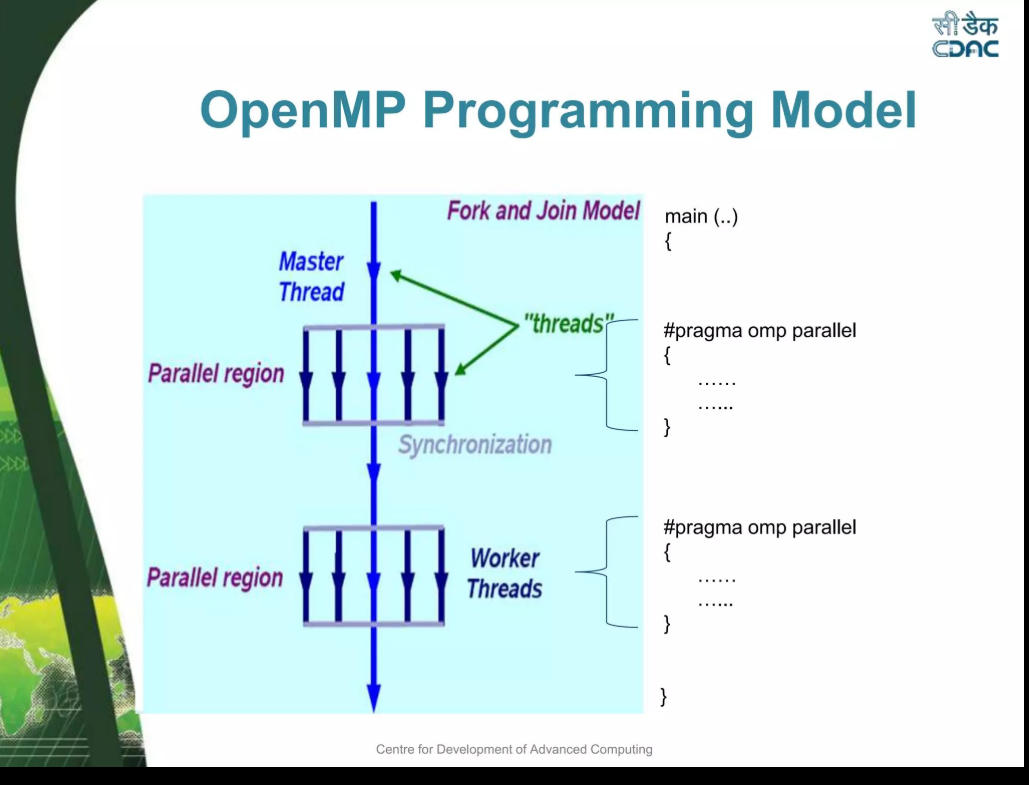 सी डैक
CDAC
OpenMP Programming Model
Fork and Join Model
Master
Thread
"threads"
Parallel region
Synchronization
Worker
Threads
Parallel region
main (..)
{
#pragma omp parallel
{
……
…...
}
#pragma omp parallel
{
……
…...
}
}
Centre for Development of Advanced Computing